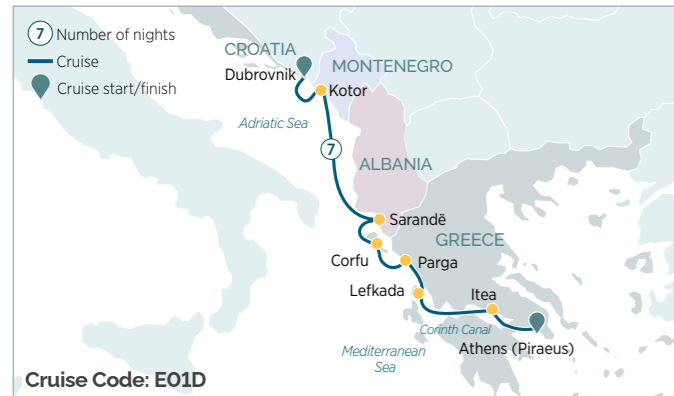 7 Number of nights
Cruise
Cruise start/finish
CROATIA
Dubrovnik
MONTENEGRO
Kotor
Adriatic Sea
7
ALBANIA
Sarandë
GREECE
Corfu
Parga
Lefkada
Itea
Corinth Canal
Mediterranean
Sea
Athens (Piraeus)
Cruise Code: E01D